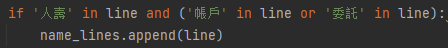 if '人壽' in line and ('帳戶' in line or '委託' in line):
name_lines.append(line)